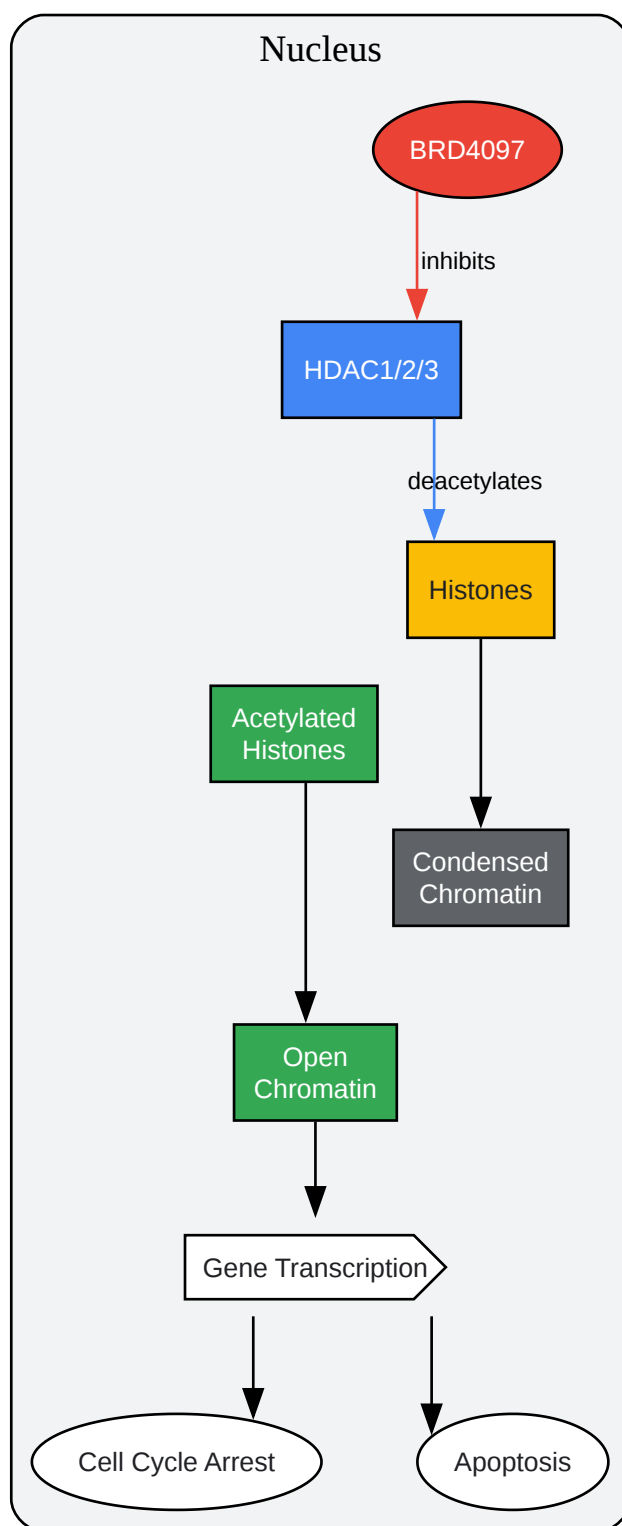 Nucleus
BRD4097
inhibits
HDAC1/2/3
deacetylates
Histones
Acetylated
Histones
Condensed
Chromatin
Open
Chromatin
Gene Transcription
Cell Cycle Arrest
Apoptosis